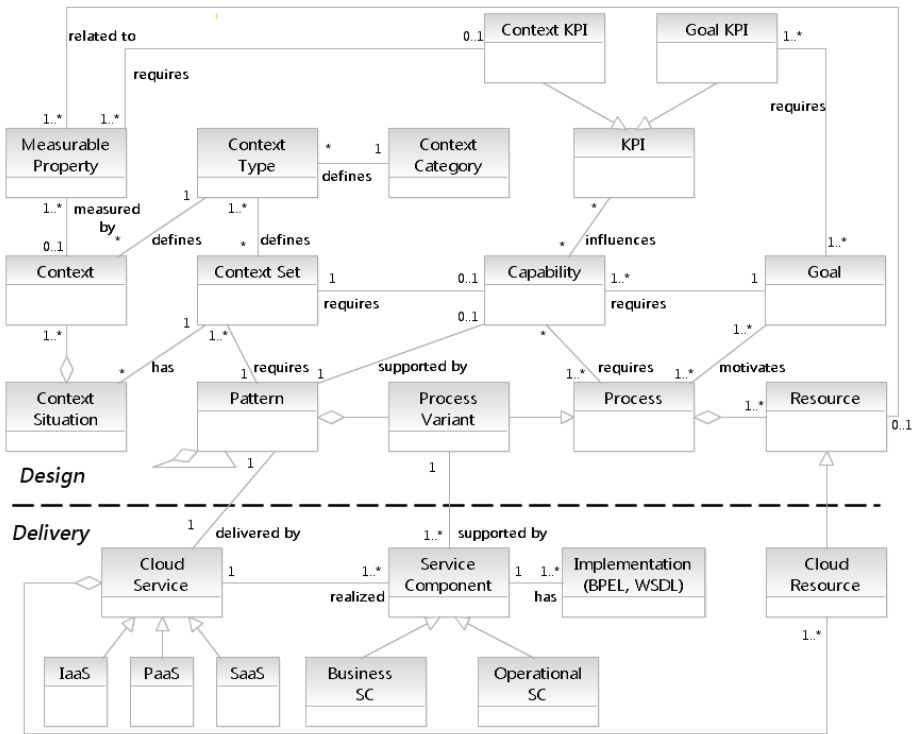 Context KPI
Goal KPI
0..1
1..*
related to
requires
requires
1..*
1..*
Measurable
Property
Context
Type
*
1
defines
Context
Category
KPI
1..*
measured
by
1
1..*
*
0..1
*
defines
*
defines
*
influences
1..*
Context
Context Set
1
0..1
requires
Capability
1..*
1
requires
Goal
1..*
1
1..*
0..1
*
1..*
*
has
1
requires
1
supported by
1..*
requires
1..*
motivates
Context
Situation
Pattern
Process
Variant
Process
1..*
Resource
0..1
1
1
Design
Delivery
1
delivered by
1..*
supported by
Cloud
Service
1
1..*
realized
Service
Component
1
1..*
has
Implementation
(BPEL, WSDL)
Cloud
Resource
1..*
IaaS
PaaS
SaaS
Business
SC
Operational
SC